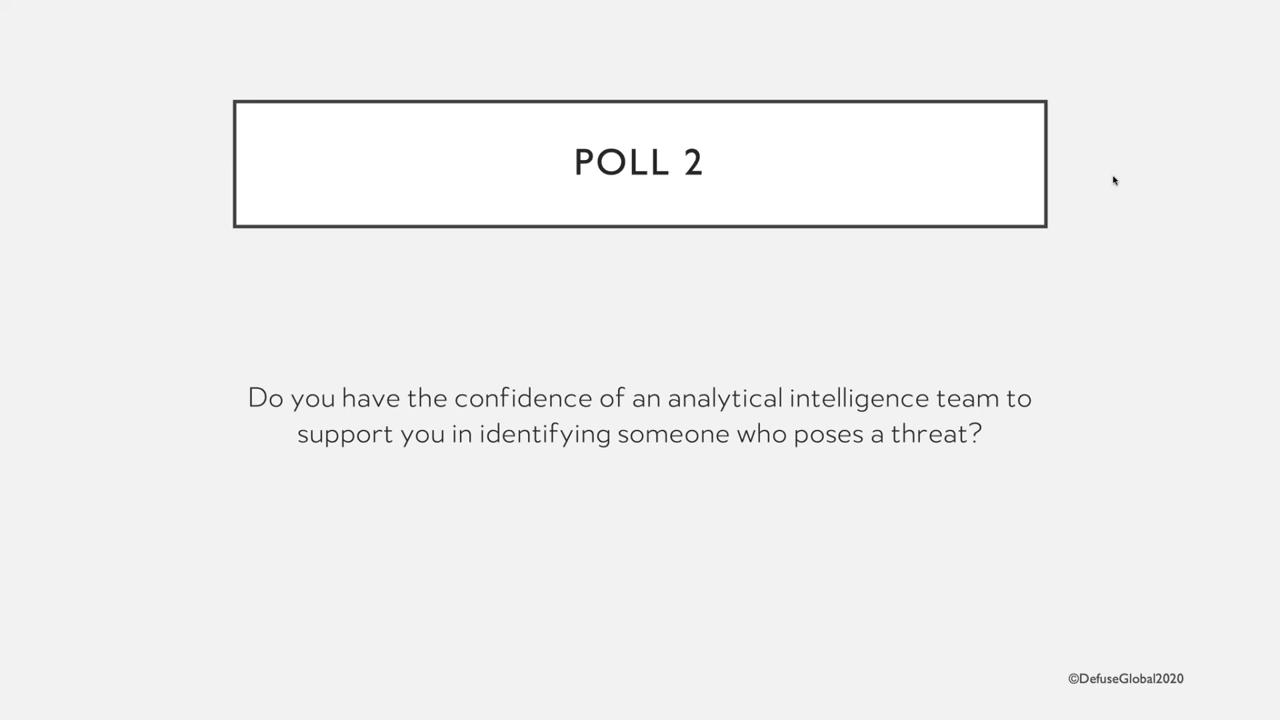 POLL 2
Do you have the confidence of an analytical intelligence team to
support you in identifying someone who poses a threat?
©DefuseGlobal2020